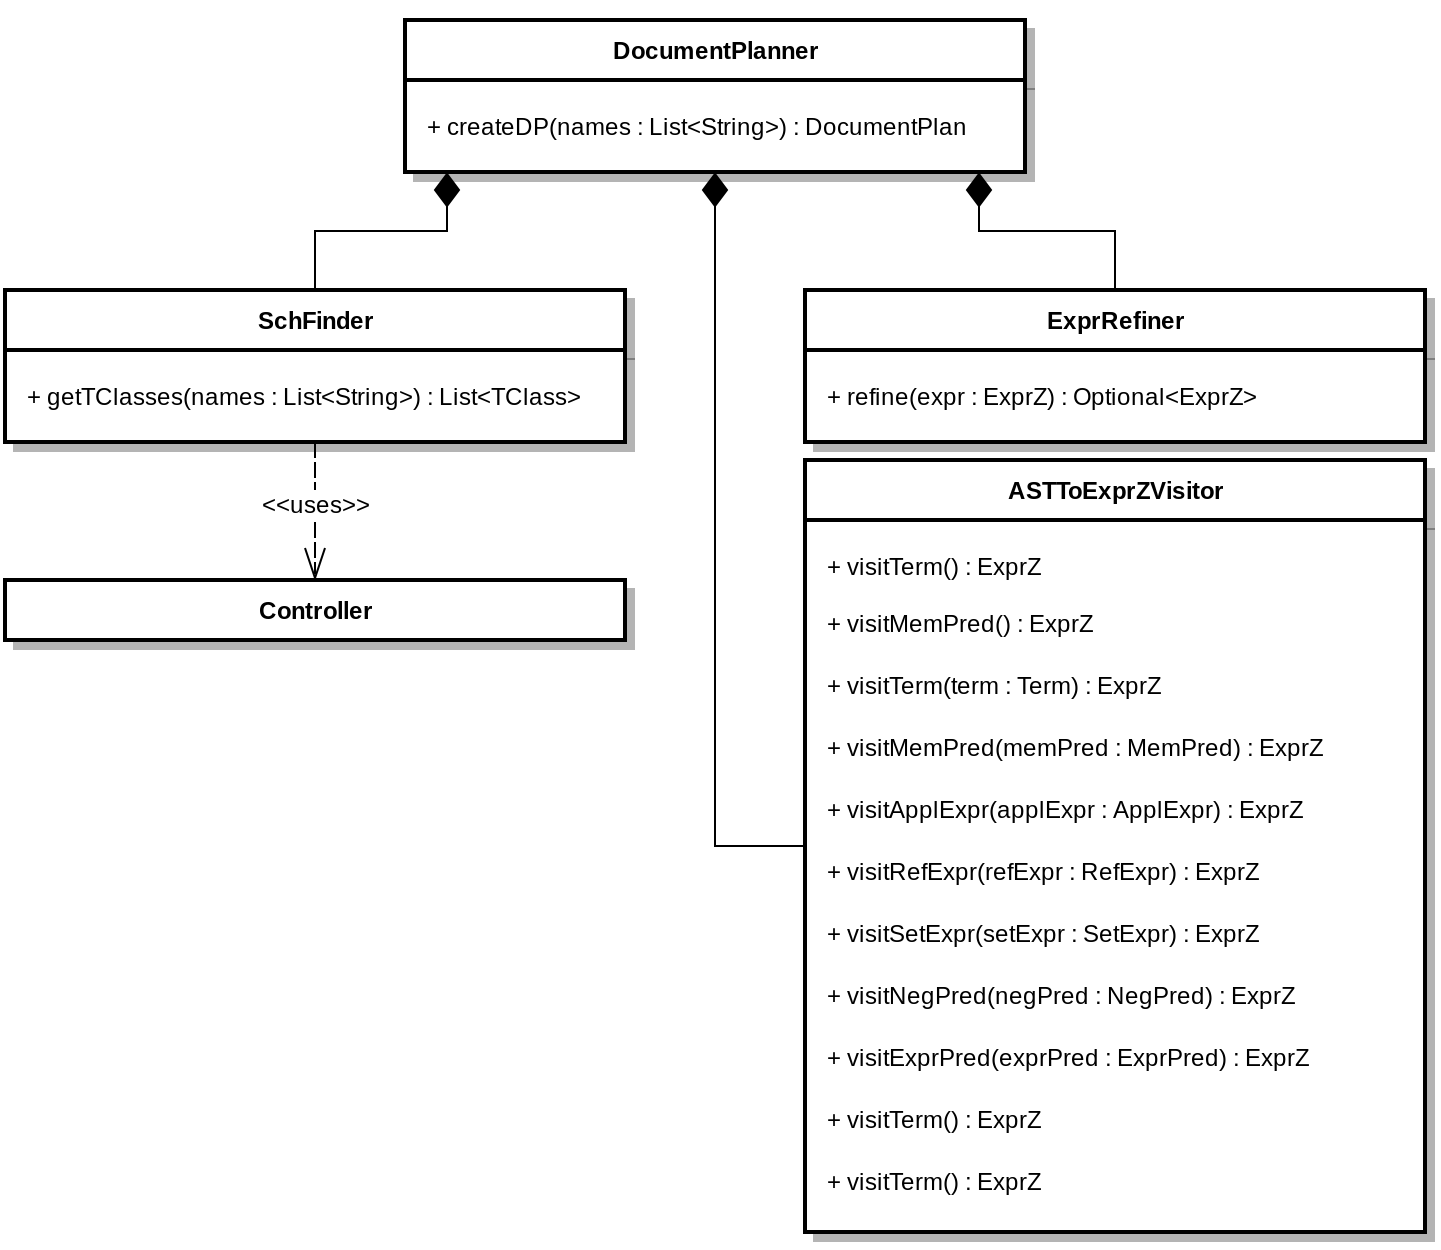 DocumentPlanner
+ createDP(names : List<String>) : DocumentPlan
SchFinder
+ getTClasses(names : List<String>) : List<TClass>
<<uses>>
Controller
ExprRefiner
+ refine(expr : ExprZ) : Optional<ExprZ>
ASTToExprZVisitor
+ visitTerm() : ExprZ
+ visitMemPred() : ExprZ
+ visitTerm(term : Term) : ExprZ
+ visitMemPred(memPred : MemPred) : ExprZ
+ visitApplExpr(applExpr : ApplExpr) : ExprZ
+ visitRefExpr(refExpr : RefExpr) : ExprZ
+ visitSetExpr(setExpr : SetExpr) : ExprZ
+ visitNegPred(negPred : NegPred) : ExprZ
+ visitExprPred(exprPred : ExprPred) : ExprZ
+ visitTerm() : ExprZ
+ visitTerm() : ExprZ